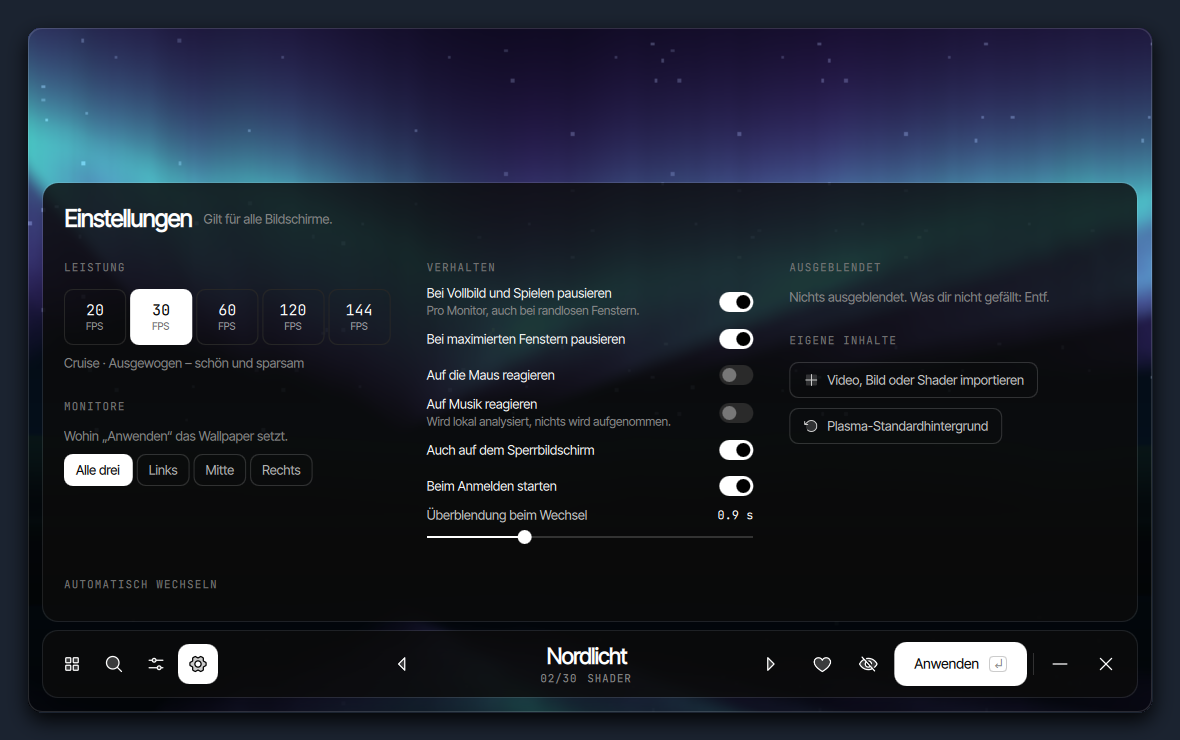 Einstellungen Gilt für alle Bildschirme.
LEISTUNG
20 FPS
30 FPS
60 FPS
120 FPS
144 FPS
Cruise · Ausgewogen – schön und sparsam
MONITORE
Wohin „Anwenden“ das Wallpaper setzt.
Alle drei Links Mitte Rechts
AUTOMATISCH WECHSELN
VERHALTEN
Bei Vollbild und Spielen pausieren
Pro Monitor, auch bei randlosen Fenstern.
Bei maximierten Fenstern pausieren
Auf die Maus reagieren
Auf Musik reagieren
Wird lokal analysiert, nichts wird aufgenommen.
Auch auf dem Sperrbildschirm
Beim Anmelden starten
Überblendung beim Wechsel 0.9 s
AUSGEBLENDET
Nichts ausgeblendet. Was dir nicht gefällt: Entf.
EIGENE INHALTE
Video, Bild oder Shader importieren
Plasma-Standardhintergrund
Nordlicht
02/30 SHADER
Anwenden